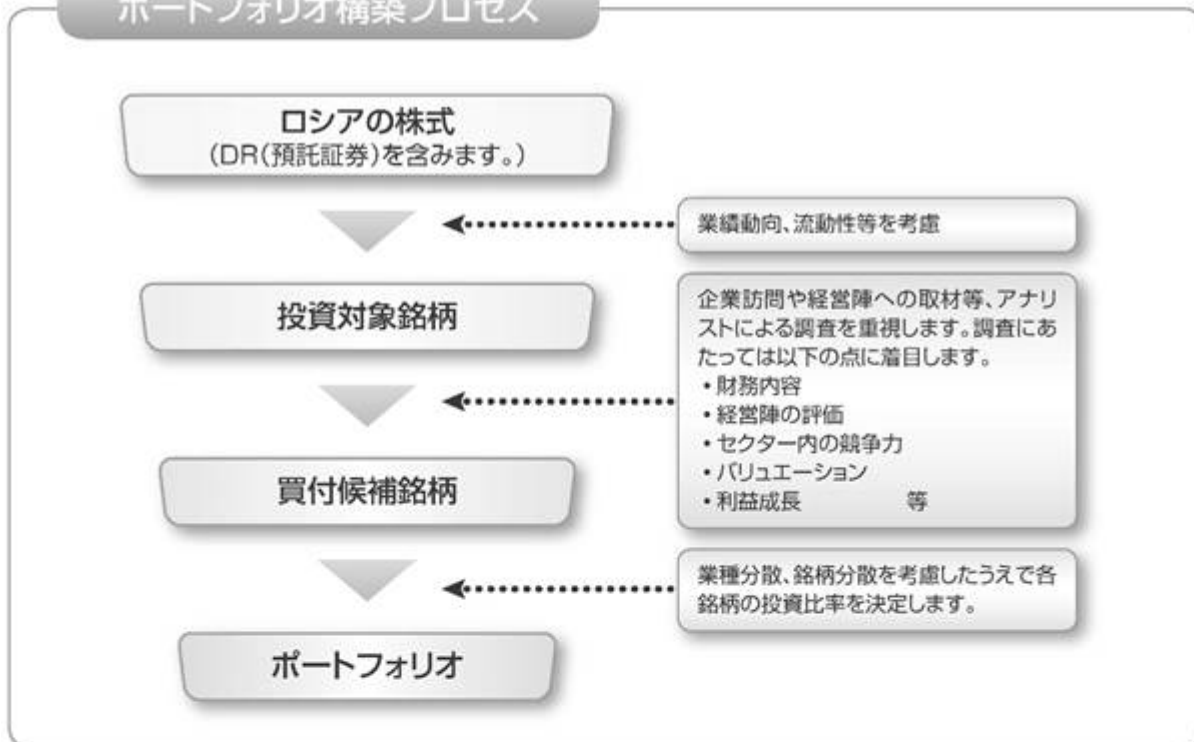 ポートフォリオ構築プロセス
ロシアの株式
(DR(預託証券)を含みます。)
業績動向、流動性等を考慮
投資対象銘柄
企業訪問や経営陣への取材等、アナリ
ストによる調査を重視します。調査にあ
たっては以下の点に着目します。
・財務内容
・経営陣の評価
・セクター内の競争力
・バリュエーション
・利益成長 等
買付候補銘柄
業種分散、銘柄分散を考慮したうえで各
銘柄の投資比率を決定します。
ポートフォリオ